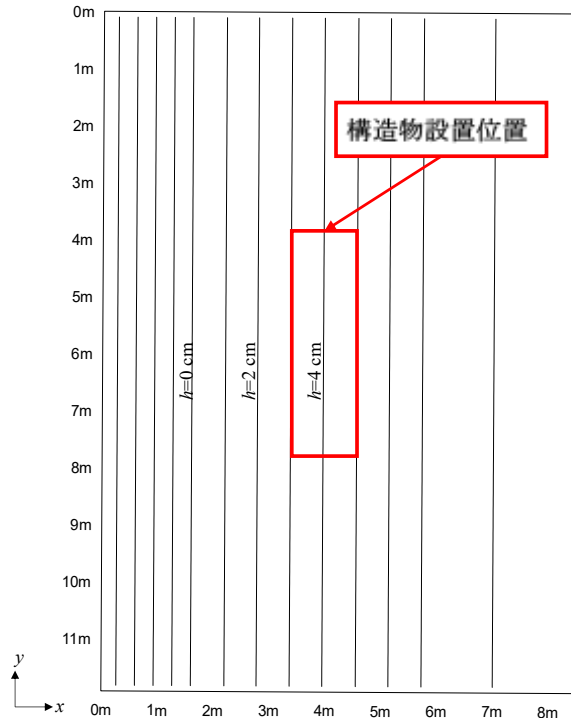 0m
1m
2m
構造物設置位置
3m
4m
5m
6m
h=0 cm
h=2 cm
h=4 cm
7m
8m
9m
10m
11m
y
x
0m 1m 2m 3m 4m 5m 6m 7m 8m